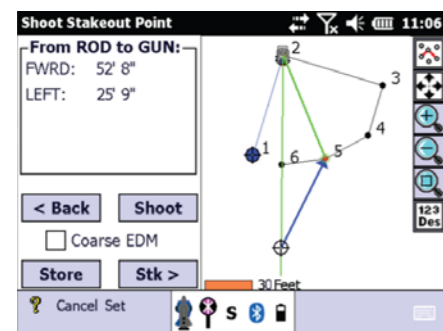 Shoot Stakeout Point 11:06
From ROD to GUN:
FWRD: 52' 8"
LEFT: 25' 9"
< Back Shoot
Coarse EDM
Store Stk >
2
3
4
1
6
5
30 Feet
123
Des
Cancel Set
S